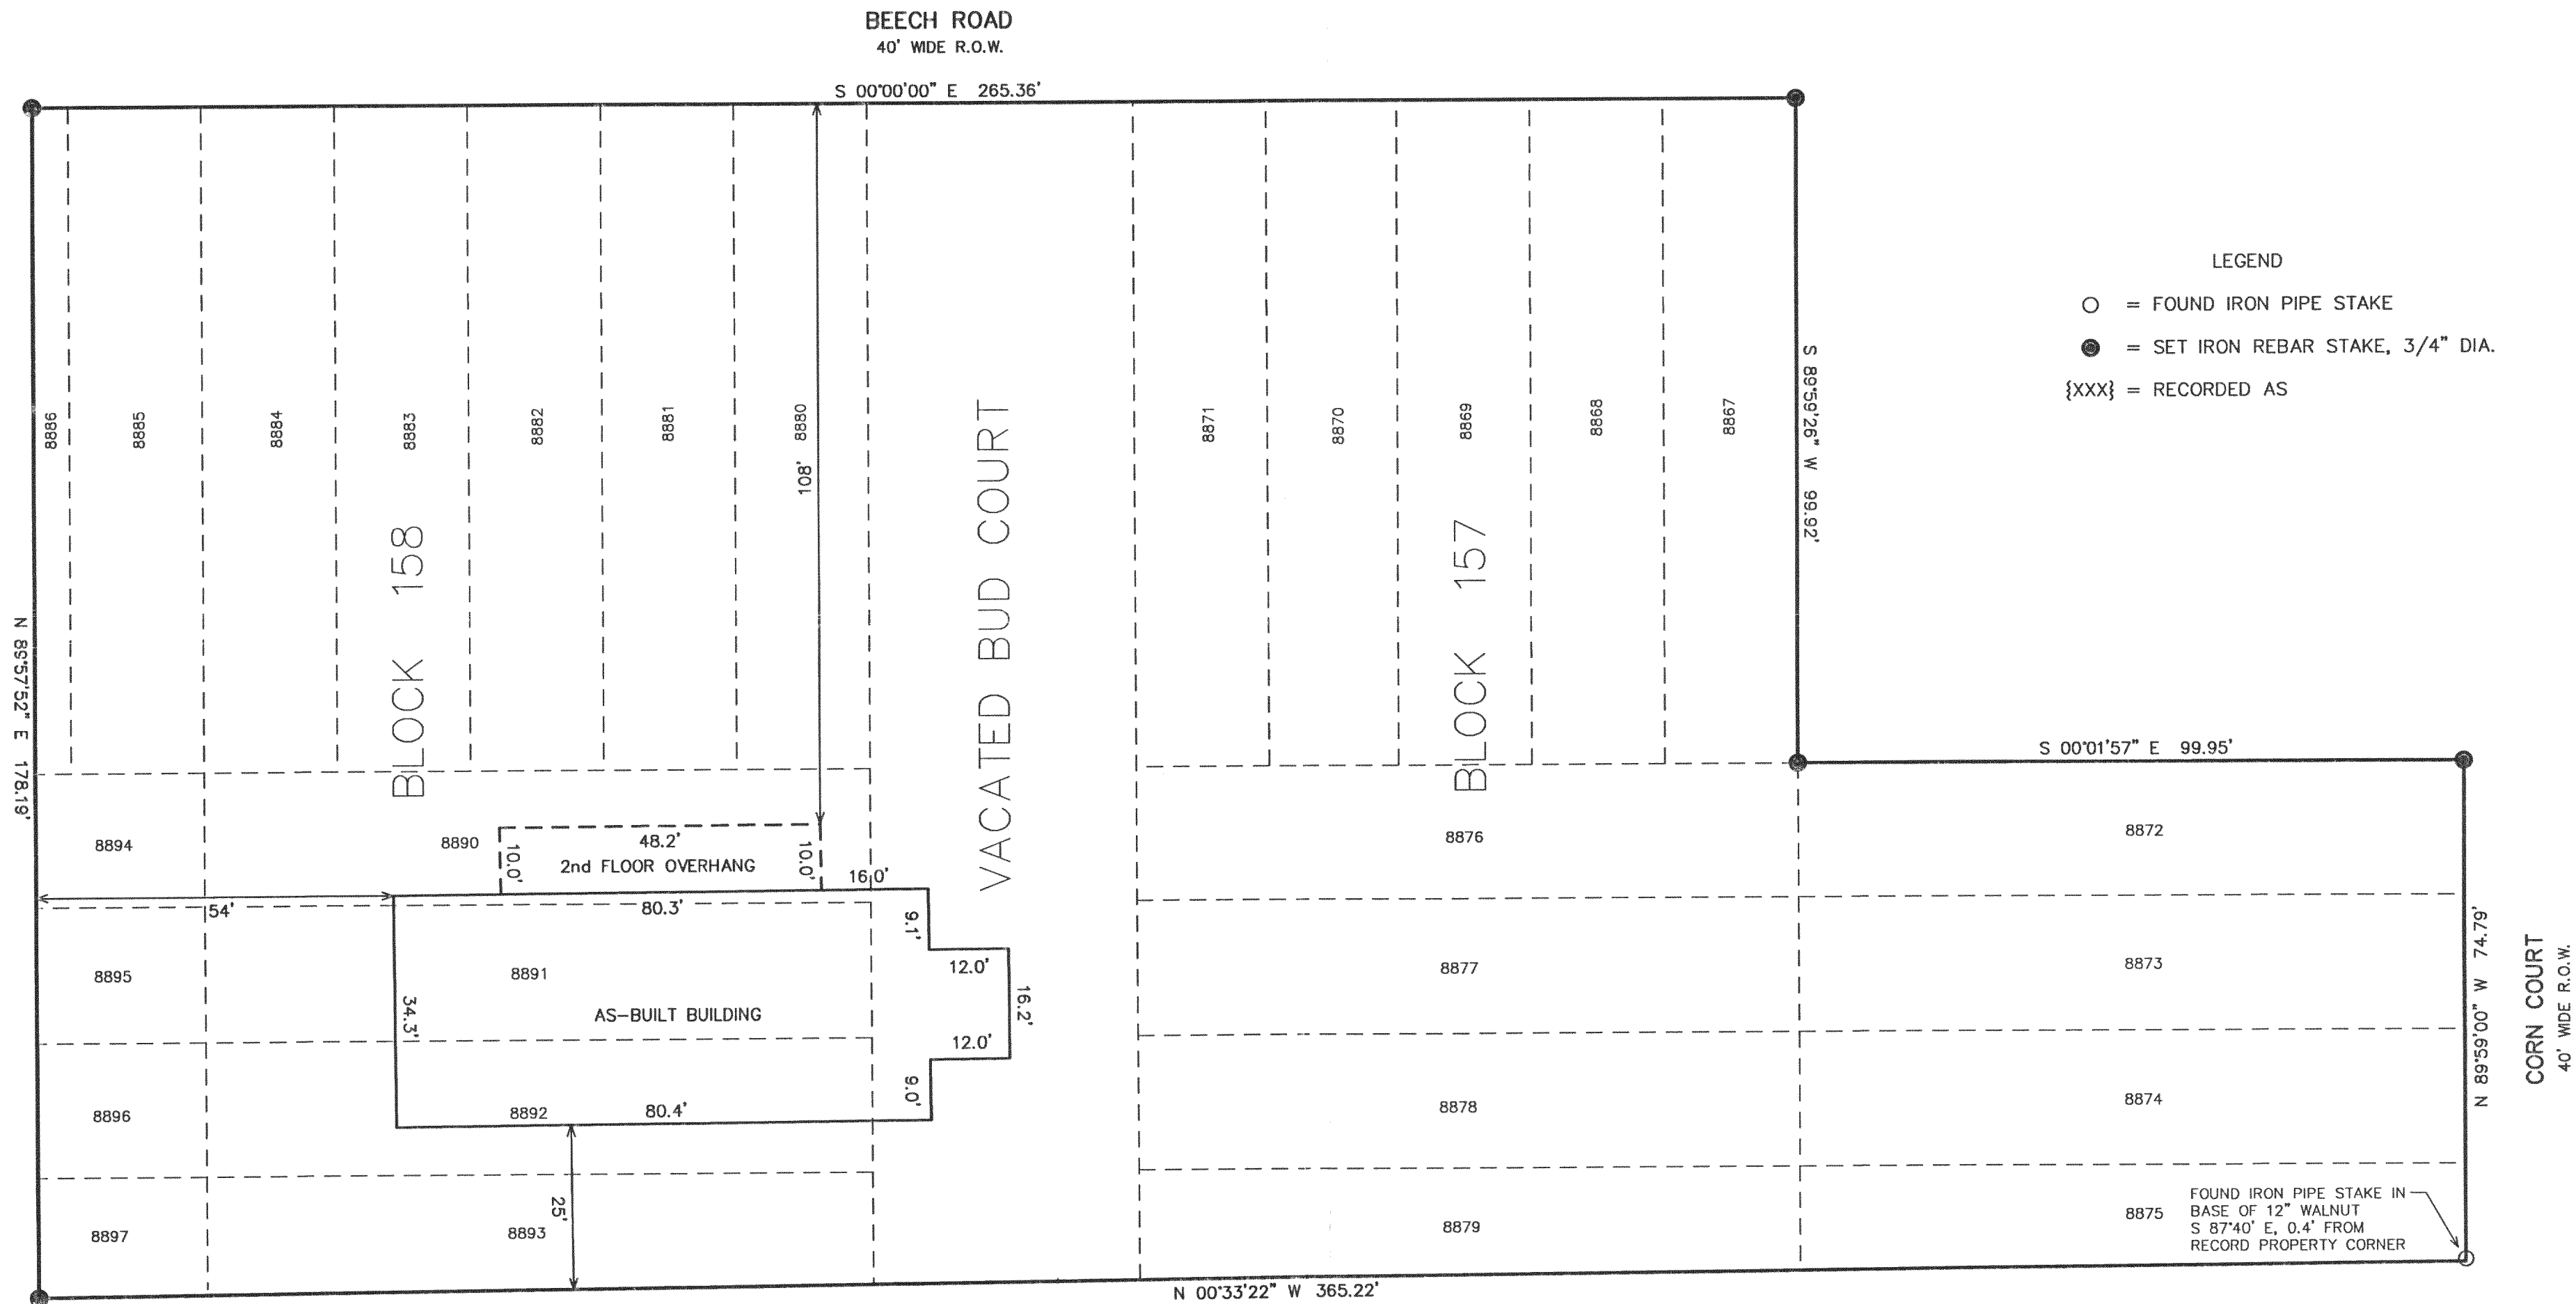 BEECH ROAD
40' WIDE R.O.W.
S 00°00'00" E 265.36'
LEGEND
= FOUND IRON PIPE STAKE
= SET IRON REBAR STAKE, 3/4" DIA.
{XXX} = RECORDED AS
8886
8885
8884
8883
8882
8881
8880
108'
8871
8870
8869
8868
8867
S 89°59'26" W 99.92'
BLOCK 158
VACATED BUD COURT
BLOCK 157
N 89°57'52" E 178.19'
S 00°01'57" E 99.95'
8894
8890
10.0'
48.2'
2nd FLOOR OVERHANG
10.0'
16.0'
8876
8872
54'
80.3'
9.1'
12.0'
8895
8891
34.3'
AS-BUILT BUILDING
16.2'
12.0'
9.0'
8877
8873
N 89°59'00" W 74.79'
CORN COURT
40' WIDE R.O.W.
8896
8892
80.4'
8878
8874
8897
8893
25'
8879
8875
FOUND IRON PIPE STAKE IN
BASE OF 12" WALNUT
S 87°40' E, 0.4' FROM
RECORD PROPERTY CORNER
N 00°33'22" W 365.22'